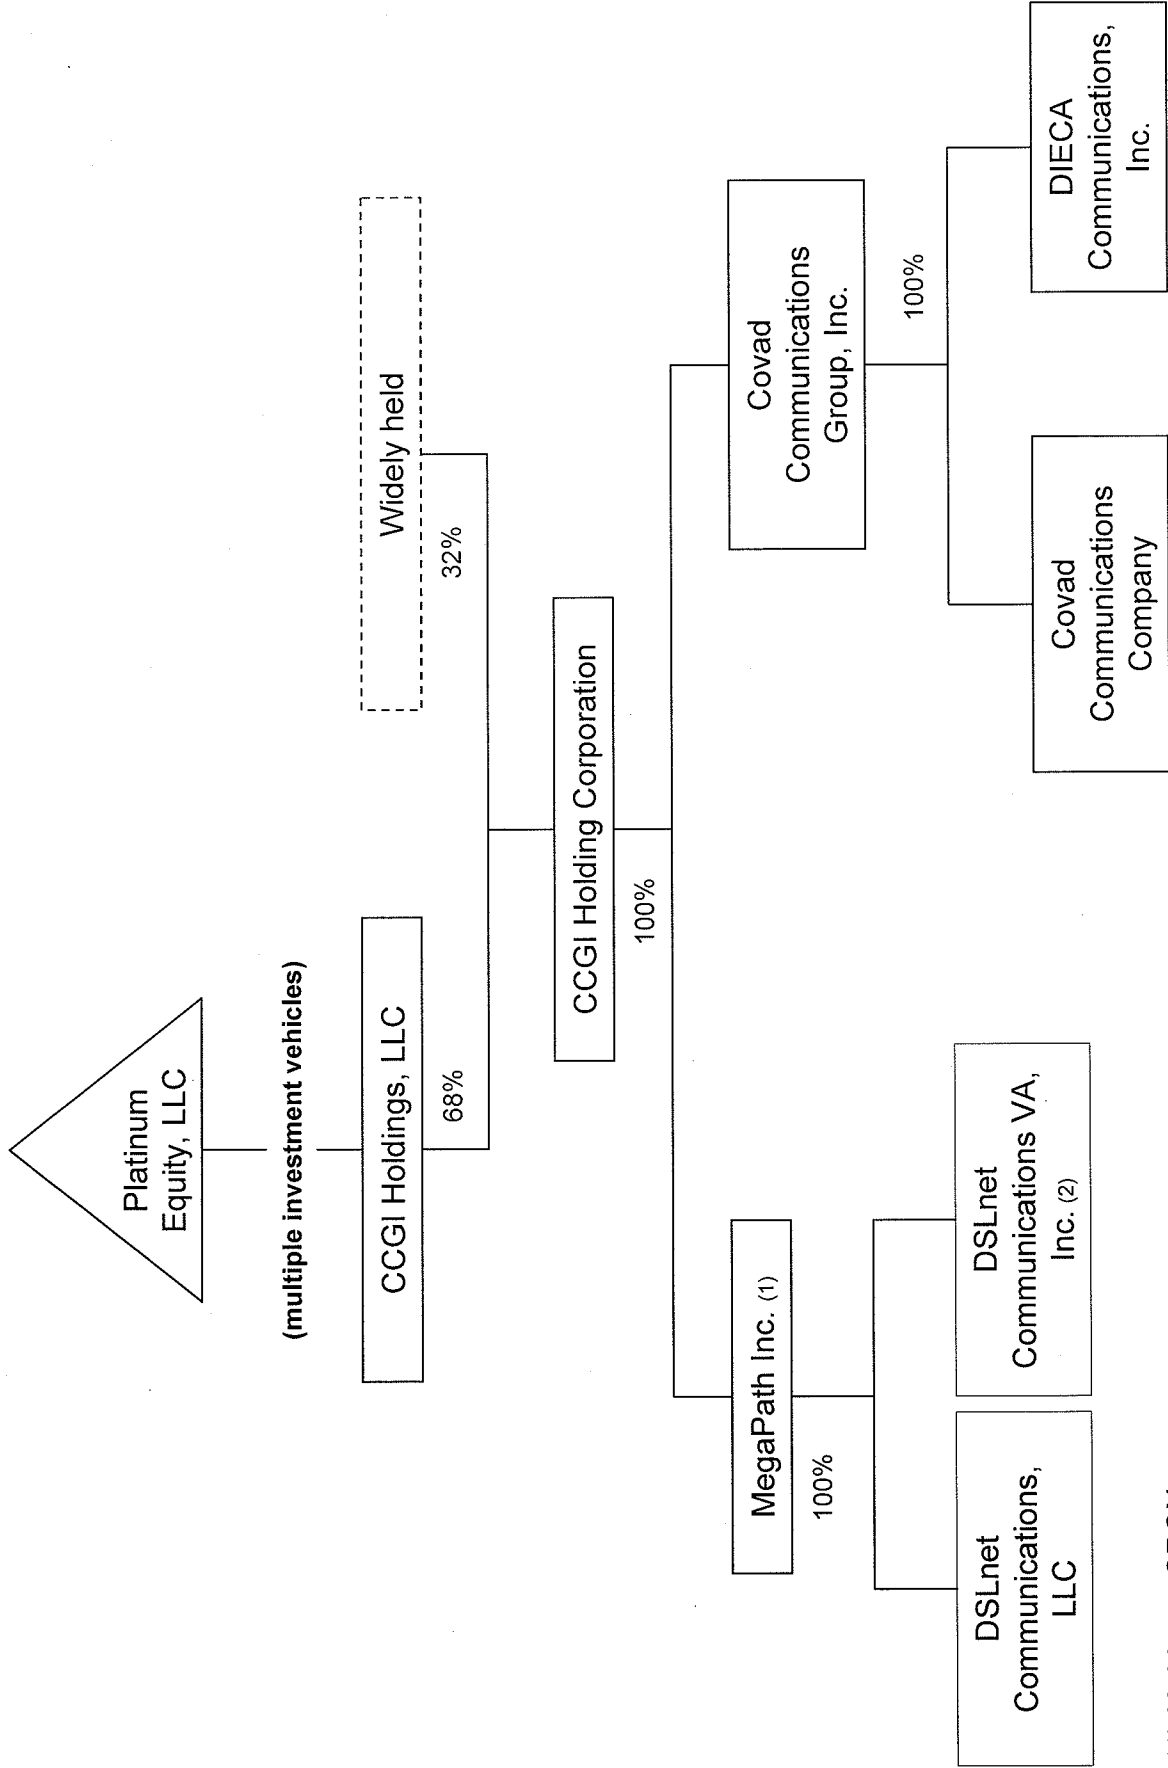 Platinum
Equity, LLC
(multiple investment vehicles)
CCGI Holdings, LLC
Widely held
68%
32%
CCGI Holding Corporation
100%
MegaPath Inc. (1)
Covad
Communications
Group, Inc.
100%
100%
DSLnet
Communications,
LLC
DSLnet
Communications VA,
Inc. (2)
Covad
Communications
Company
DIECA
Communications,
Inc.